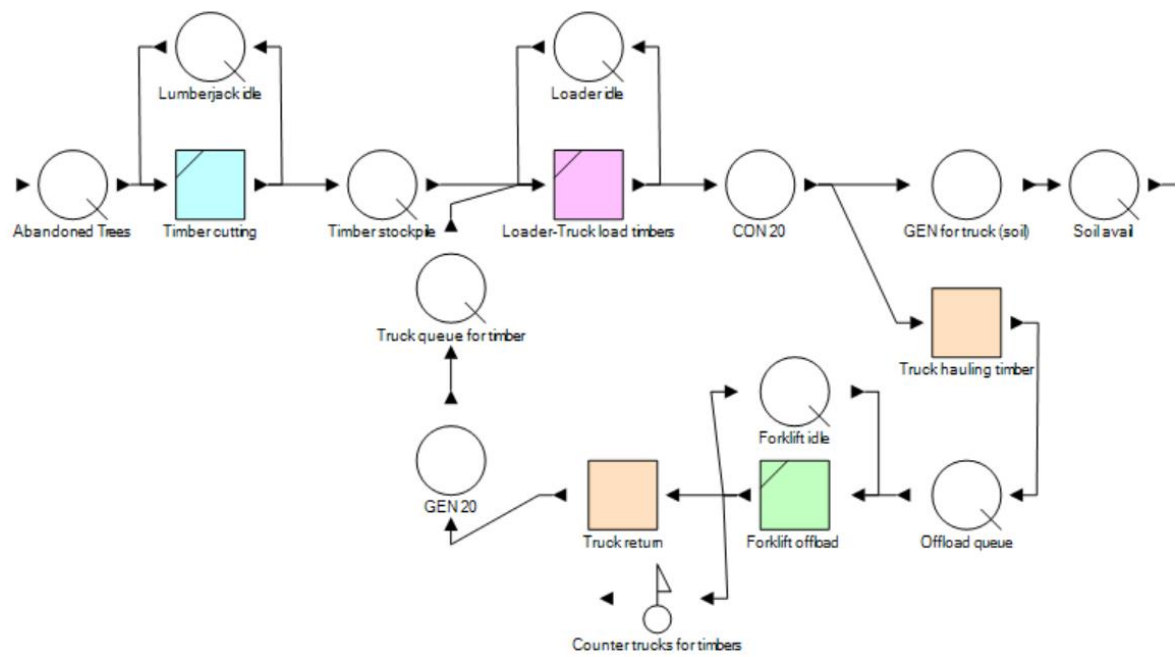 Lumberjack idle
Loader idle
Abandoned Trees
Timber cutting
Timber stockpile
Loader-Truck load timbers
CON 20
GEN for truck (soil)
Soil avail
Truck queue for timber
Truck hauling timber
Forklift idle
GEN 20
Truck return
Forklift offload
Offload queue
Counter trucks for timbers